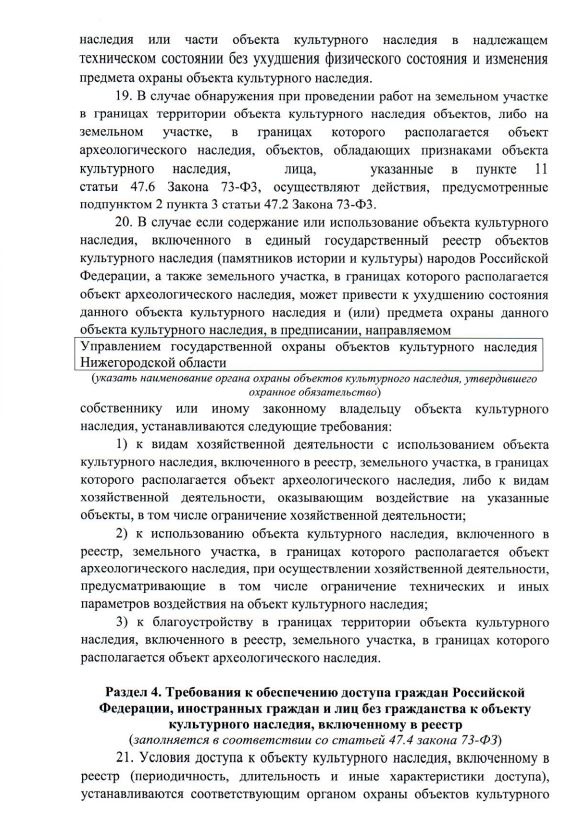 наследия или части объекта культурного наследия в надлежащем
техническом состоянии без ухудшения физического состояния и изменения
предмета охраны объекта культурного наследия.
19. В случае обнаружения при проведении работ на земельном участке
в границах территории объекта культурного наследия объектов, либо на
земельном участке, в границах которого располагается объект
археологического наследия, объектов, обладающих признаками объекта
культурного наследия, лица, указанные в пункте 11
статьи 47.6 Закона 73-ФЗ, осуществляют действия, предусмотренные
подпунктом 2 пункта 3 статьи 47.2 Закона 73-ФЗ.
20. В случае если содержание или использование объекта культурного
наследия, включенного в единый государственный реестр объектов
культурного наследия (памятников истории и культуры) народов Российской
Федерации, а также земельного участка, в границах которого располагается
объект археологического наследия, может привести к ухудшению состояния
данного объекта культурного наследия и (или) предмета охраны данного
объекта культурного наследия, в предписании, направляемом
Управлением государственной охраны объектов культурного наследия
Нижегородской области
(указать наименование органа охраны объектов культурного наследия, утвердившего
охранное обязательство)
собственнику или иному законному владельцу объекта культурного
наследия, устанавливаются следующие требования:
1) к видам хозяйственной деятельности с использованием объекта
культурного наследия, включенного в реестр, земельного участка, в границах
которого располагается объект археологического наследия, либо к видам
хозяйственной деятельности, оказывающим воздействие на указанные
объекты, в том числе ограничение хозяйственной деятельности;
2) к использованию объекта культурного наследия, включенного в
реестр, земельного участка, в границах которого располагается объект
археологического наследия, при осуществлении хозяйственной деятельности,
предусматривающие в том числе ограничение технических и иных
параметров воздействия на объект культурного наследия;
3) к благоустройству в границах территории объекта культурного
наследия, включенного в реестр, земельного участка, в границах которого
располагается объект археологического наследия.
Раздел 4. Требования к обеспечению доступа граждан Российской
Федерации, иностранных граждан и лиц без гражданства к объекту
культурного наследия, включенному в реестр
(заполняется в соответствии со статьей 47.4 закона 73-ФЗ)
21. Условия доступа к объекту культурного наследия, включенному в
реестр (периодичность, длительность и иные характеристики доступа),
устанавливаются соответствующим органом охраны объектов культурного